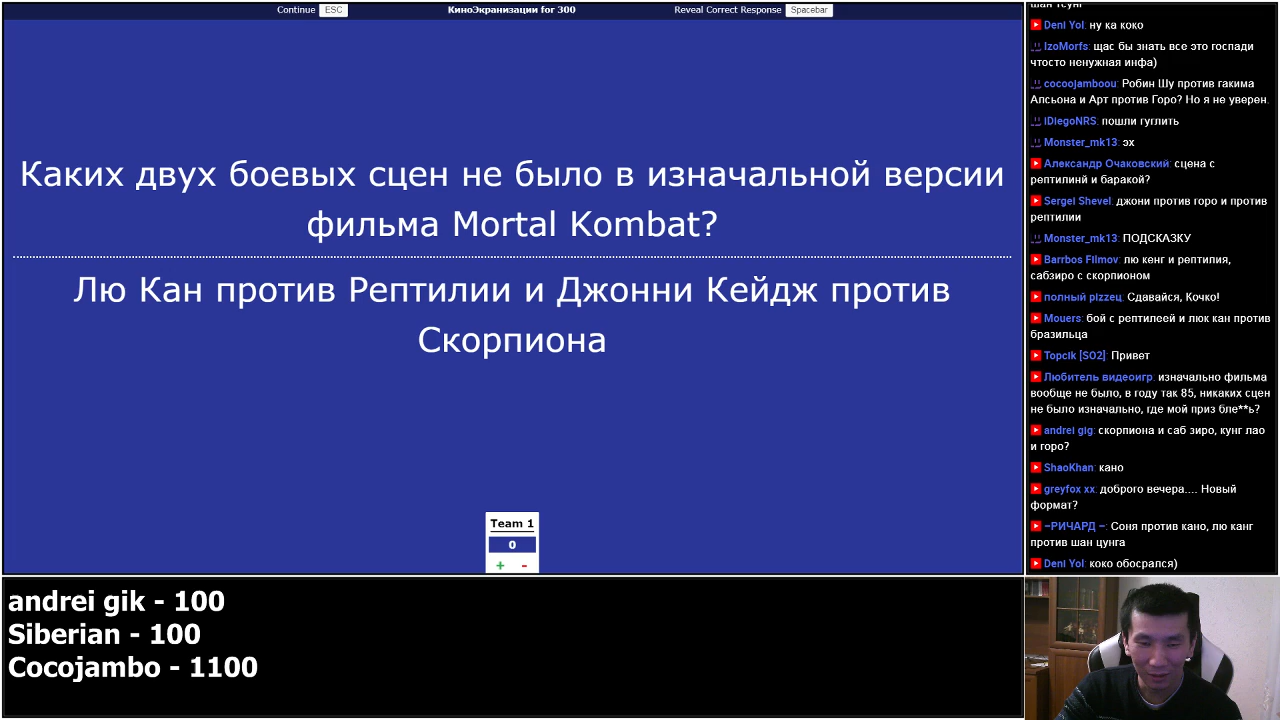 Continue ESC КиноЭкранизации for 300 Reveal Correct Response Spacebar
Каких двух боевых сцен не было в изначальной версии
фильма Mortal Kombat?
Лю Кан против Рептилии и Джонни Кейдж против
Скорпиона
Team 1
0
+ -
andrei gik - 100
Siberian - 100
Cocojambo - 1100
шан тсунг
Deni Yol: ну ка коко
IzoMorfs: щас бы знать все это госпади
чтосто ненужная инфа)
cocoojamboou: Робин Шу против гакима
Алсьона и Арт против Горо? Но я не уверен.
iDiegoNRS: пошли гуглить
Monster_mk13: эх
Александр Очаковский: сцена с
рептилинй и баракой?
Sergei Shevel: джони против горо и против
рептилии
Monster_mk13: ПОДСКАЗКУ
Barrbos Filmov: лю кенг и рептилия,
сабзиро с скорпионом
полный pizzец: Сдавайся, Кочко!
Mouers: бой с рептилеей и люк кан против
бразильца
Topcik [SO2]: Привет
Любитель видеоигр: изначально фильма
вообще не было, в году так 85, никаких сцен
не было изначально, где мой приз бле**ь?
andrei gig: скорпиона и саб зиро, кунг лао
и горо?
ShaoKhan: кано
greyfox xx: доброго вечера.... Новый
формат?
~РИЧАРД ~: Соня против кано, лю канг
против шан цунга
Deni Yol: коко обосрался)